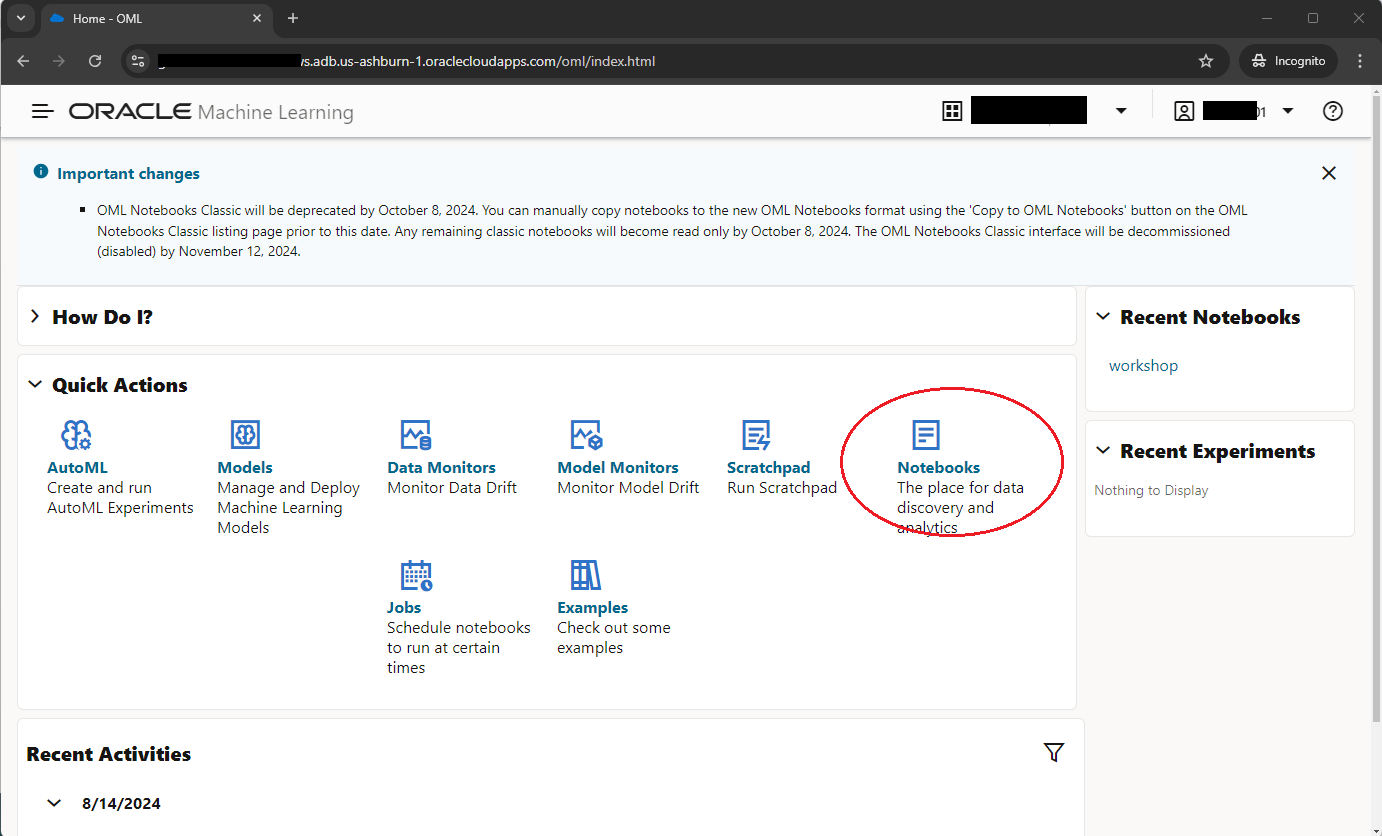 Home - OML
s.adb.us-ashburn-1.oraclecloudapps.com/oml/index.html
Incognito
ORACLE Machine Learning
01
Important changes
OML Notebooks Classic will be deprecated by October 8, 2024. You can manually copy notebooks to the new OML Notebooks format using the 'Copy to OML Notebooks' button on the OML
Notebooks Classic listing page prior to this date. Any remaining classic notebooks will become read only by October 8, 2024. The OML Notebooks Classic interface will be decommissioned
(disabled) by November 12, 2024.
How Do I?
Quick Actions
AutoML
Create and run
AutoML Experiments
Models
Manage and Deploy
Machine Learning
Models
Data Monitors
Monitor Data Drift
Model Monitors
Monitor Model Drift
Scratchpad
Run Scratchpad
Notebooks
The place for data
discovery and
analytics
Jobs
Schedule notebooks
to run at certain
times
Examples
Check out some
examples
Recent Notebooks
workshop
Recent Experiments
Nothing to Display
Recent Activities
8/14/2024